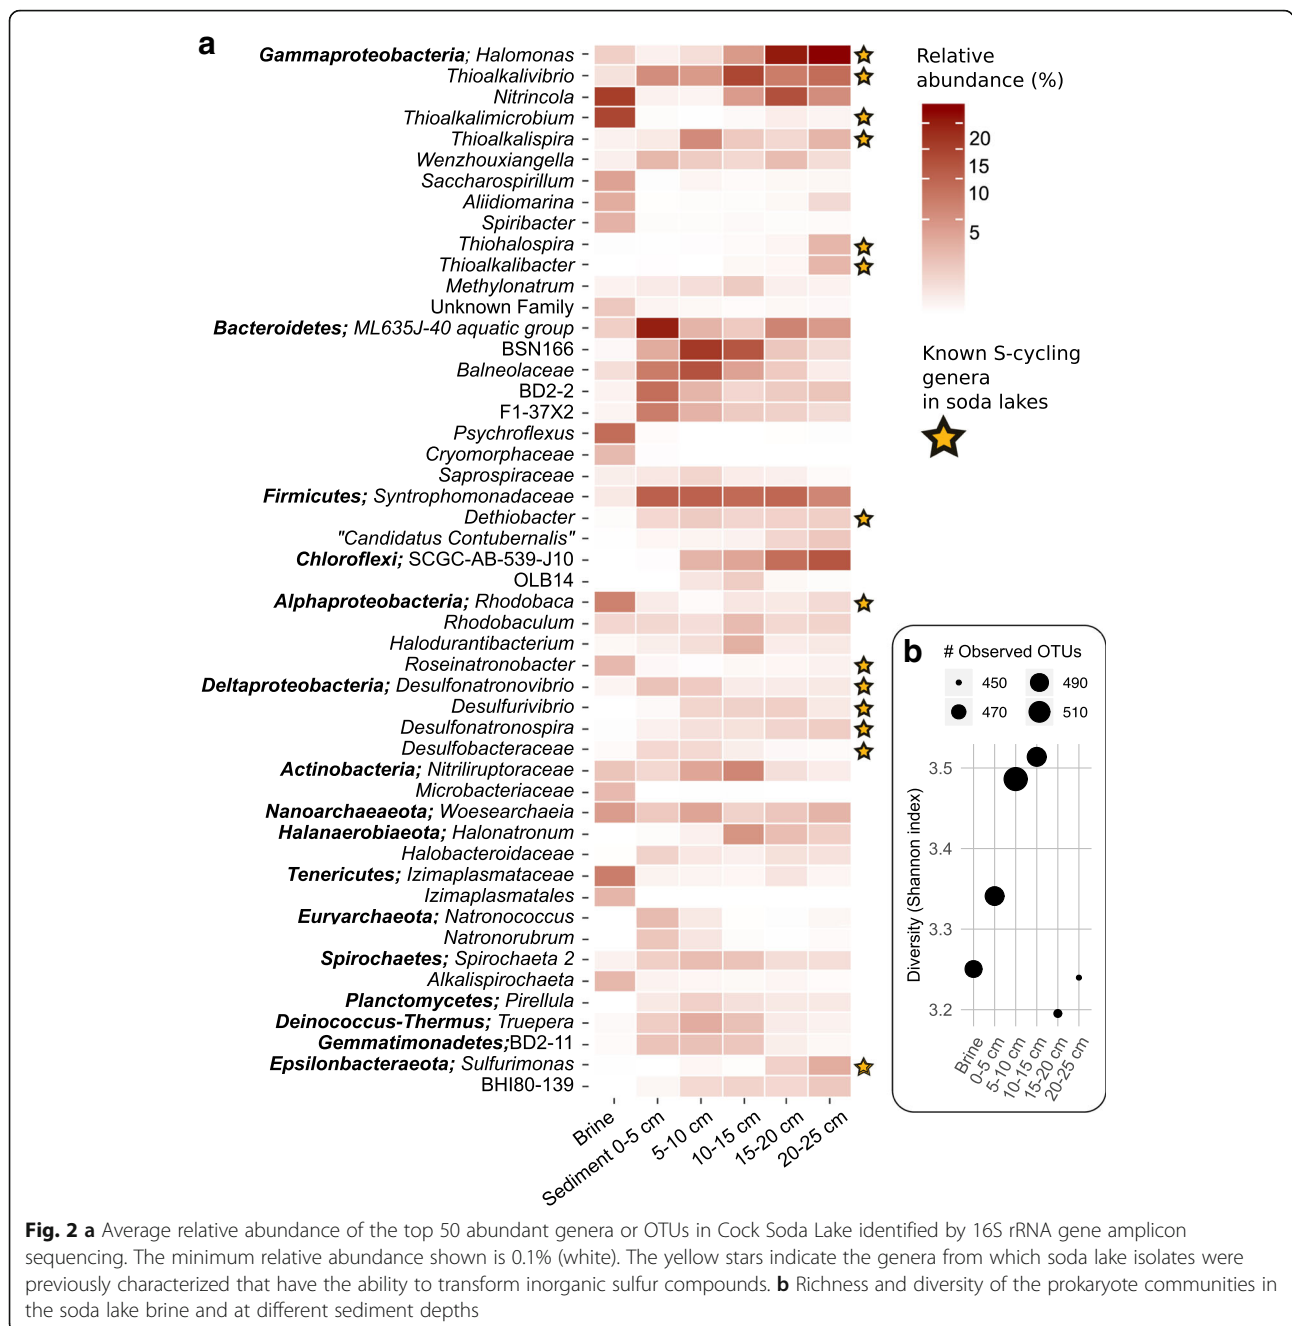 a
Gammaproteobacteria; Halomonas
Thioalkalivibrio
Nitrincola
Thioalkalimicrobium
Thioalkalispira
Wenzhouxiangella
Saccharospirillum
Aliidiomarina
Spiribacter
Thiohalospira
Thioalkalibacter
Methylonatrum
Unknown Family
Bacteroidetes; ML635J-40 aquatic group
BSN166
Balneolaceae
BD2-2
F1-37X2
Psychroflexus
Cryomorphaceae
Saprospiraceae
Firmicutes; Syntrophomonadaceae
Dethiobacter
"Candidatus Contubernalis"
Chloroflexi; SCGC-AB-539-J10
OLB14
Alphaproteobacteria; Rhodobaca
Rhodobaculum
Halodurantibacterium
Roseinatronobacter
Deltaproteobacteria; Desulfonatronovibrio
Desulfurivibrio
Desulfonatronospira
Desulfobacteraceae
Actinobacteria; Nitriliruptoraceae
Microbacteriaceae
Nanoarchaeaeota; Woesearchaeia
Halanaerobiaeota; Halonatronum
Halobacteroidaceae
Tenericutes; Izimaplasmataceae
Izimaplasmatales
Euryarchaeota; Natronococcus
Natronorubrum
Spirochaetes; Spirochaeta 2
Alkalispirochaeta
Planctomycetes; Pirellula
Deinococcus-Thermus; Truepera
Gemmatimonadetes;BD2-11
Epsilonbacteraeota; Sulfurimonas
BHI80-139
Brine
Sediment 0-5 cm
5-10 cm
10-15 cm
15-20 cm
20-25 cm
Relative
abundance (%)
20
15
10
5
Known S-cycling
genera
in soda lakes
b
# Observed OTUs
450 490
470 510
Diversity (Shannon index)
3.5
3.4
3.3
3.2
Brine
0-5 cm
5-10 cm
10-15 cm
15-20 cm
20-25 cm
Fig. 2 a Average relative abundance of the top 50 abundant genera or OTUs in Cock Soda Lake identified by 16S rRNA gene amplicon
sequencing. The minimum relative abundance shown is 0.1% (white). The yellow stars indicate the genera from which soda lake isolates were
previously characterized that have the ability to transform inorganic sulfur compounds. b Richness and diversity of the prokaryote communities in
the soda lake brine and at different sediment depths